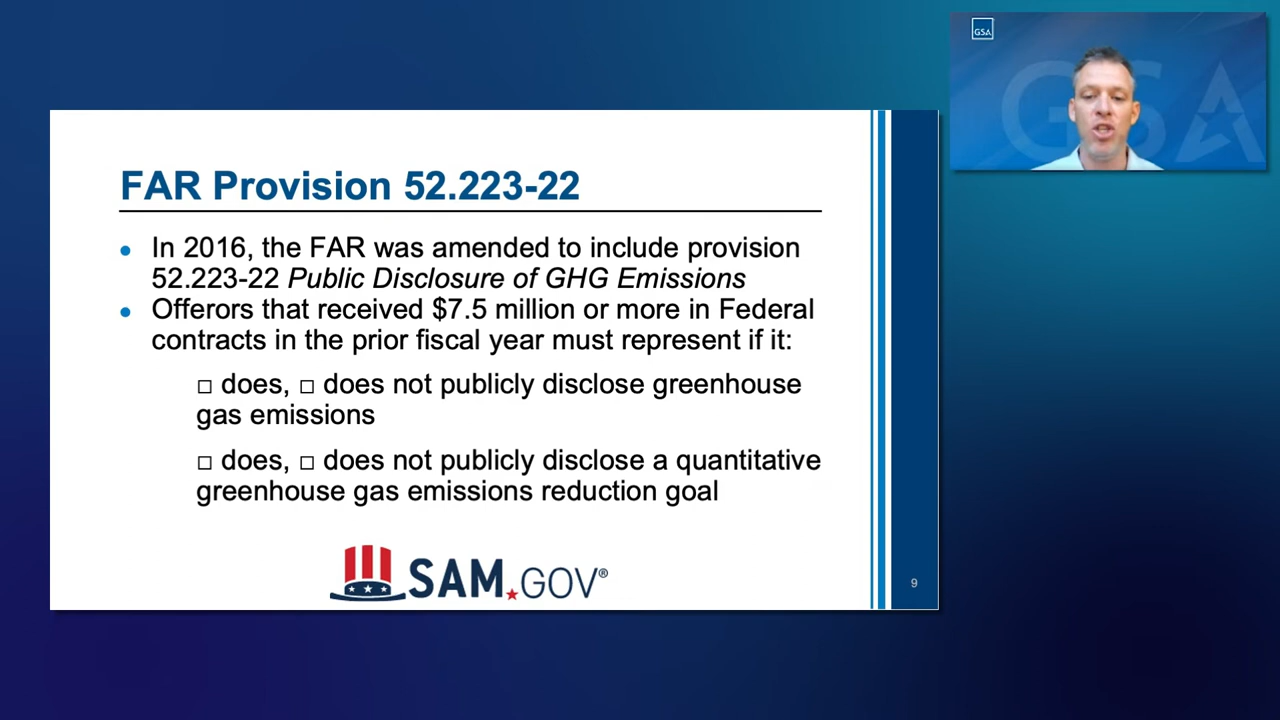 GSA
GSA
FAR Provision 52.223-22
• In 2016, the FAR was amended to include provision
52.223-22 Public Disclosure of GHG Emissions
• Offerors that received $7.5 million or more in Federal
contracts in the prior fiscal year must represent if it:
□ does, □ does not publicly disclose greenhouse
gas emissions
□ does, □ does not publicly disclose a quantitative
greenhouse gas emissions reduction goal
SAM.GOV®
9